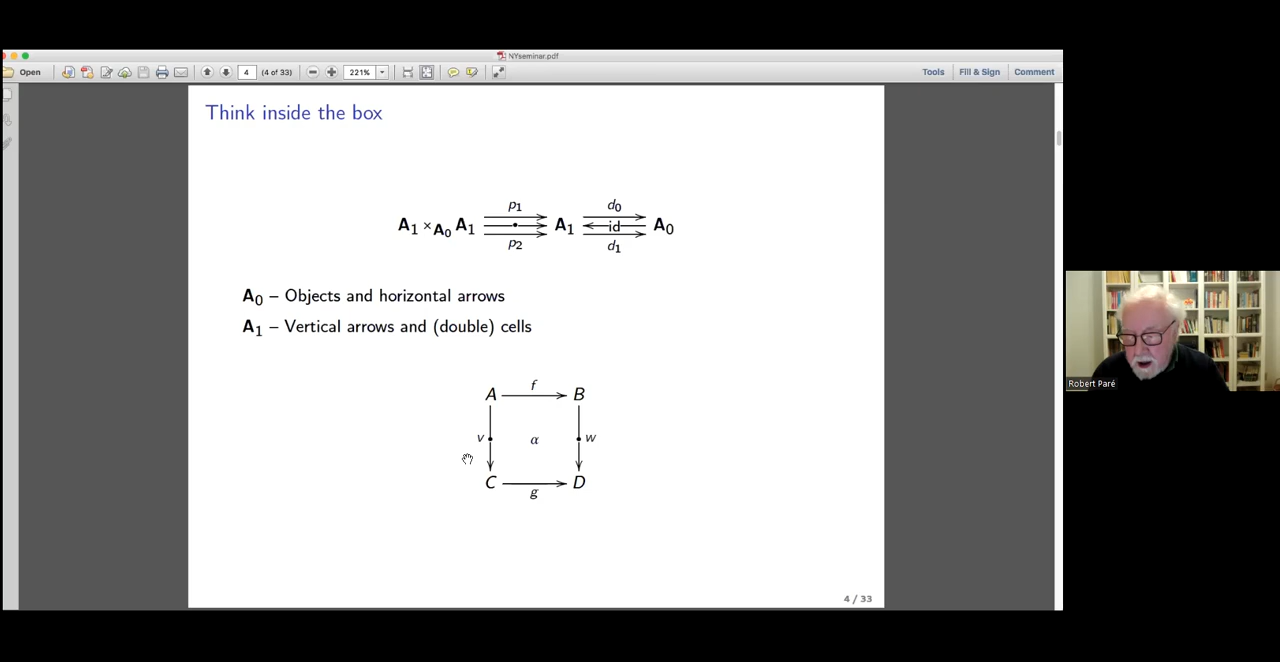 NYseminar.pdf
Open 4 (4 of 33) 221% Tools Fill & Sign Comment
Think inside the box
p₁ d₀
A₁ ×_A₀ A₁ • A₁ id A₀
p₂ d₁
A₀ – Objects and horizontal arrows
A₁ – Vertical arrows and (double) cells
f
A B
v α w
C D
g
4 / 33
Robert Paré